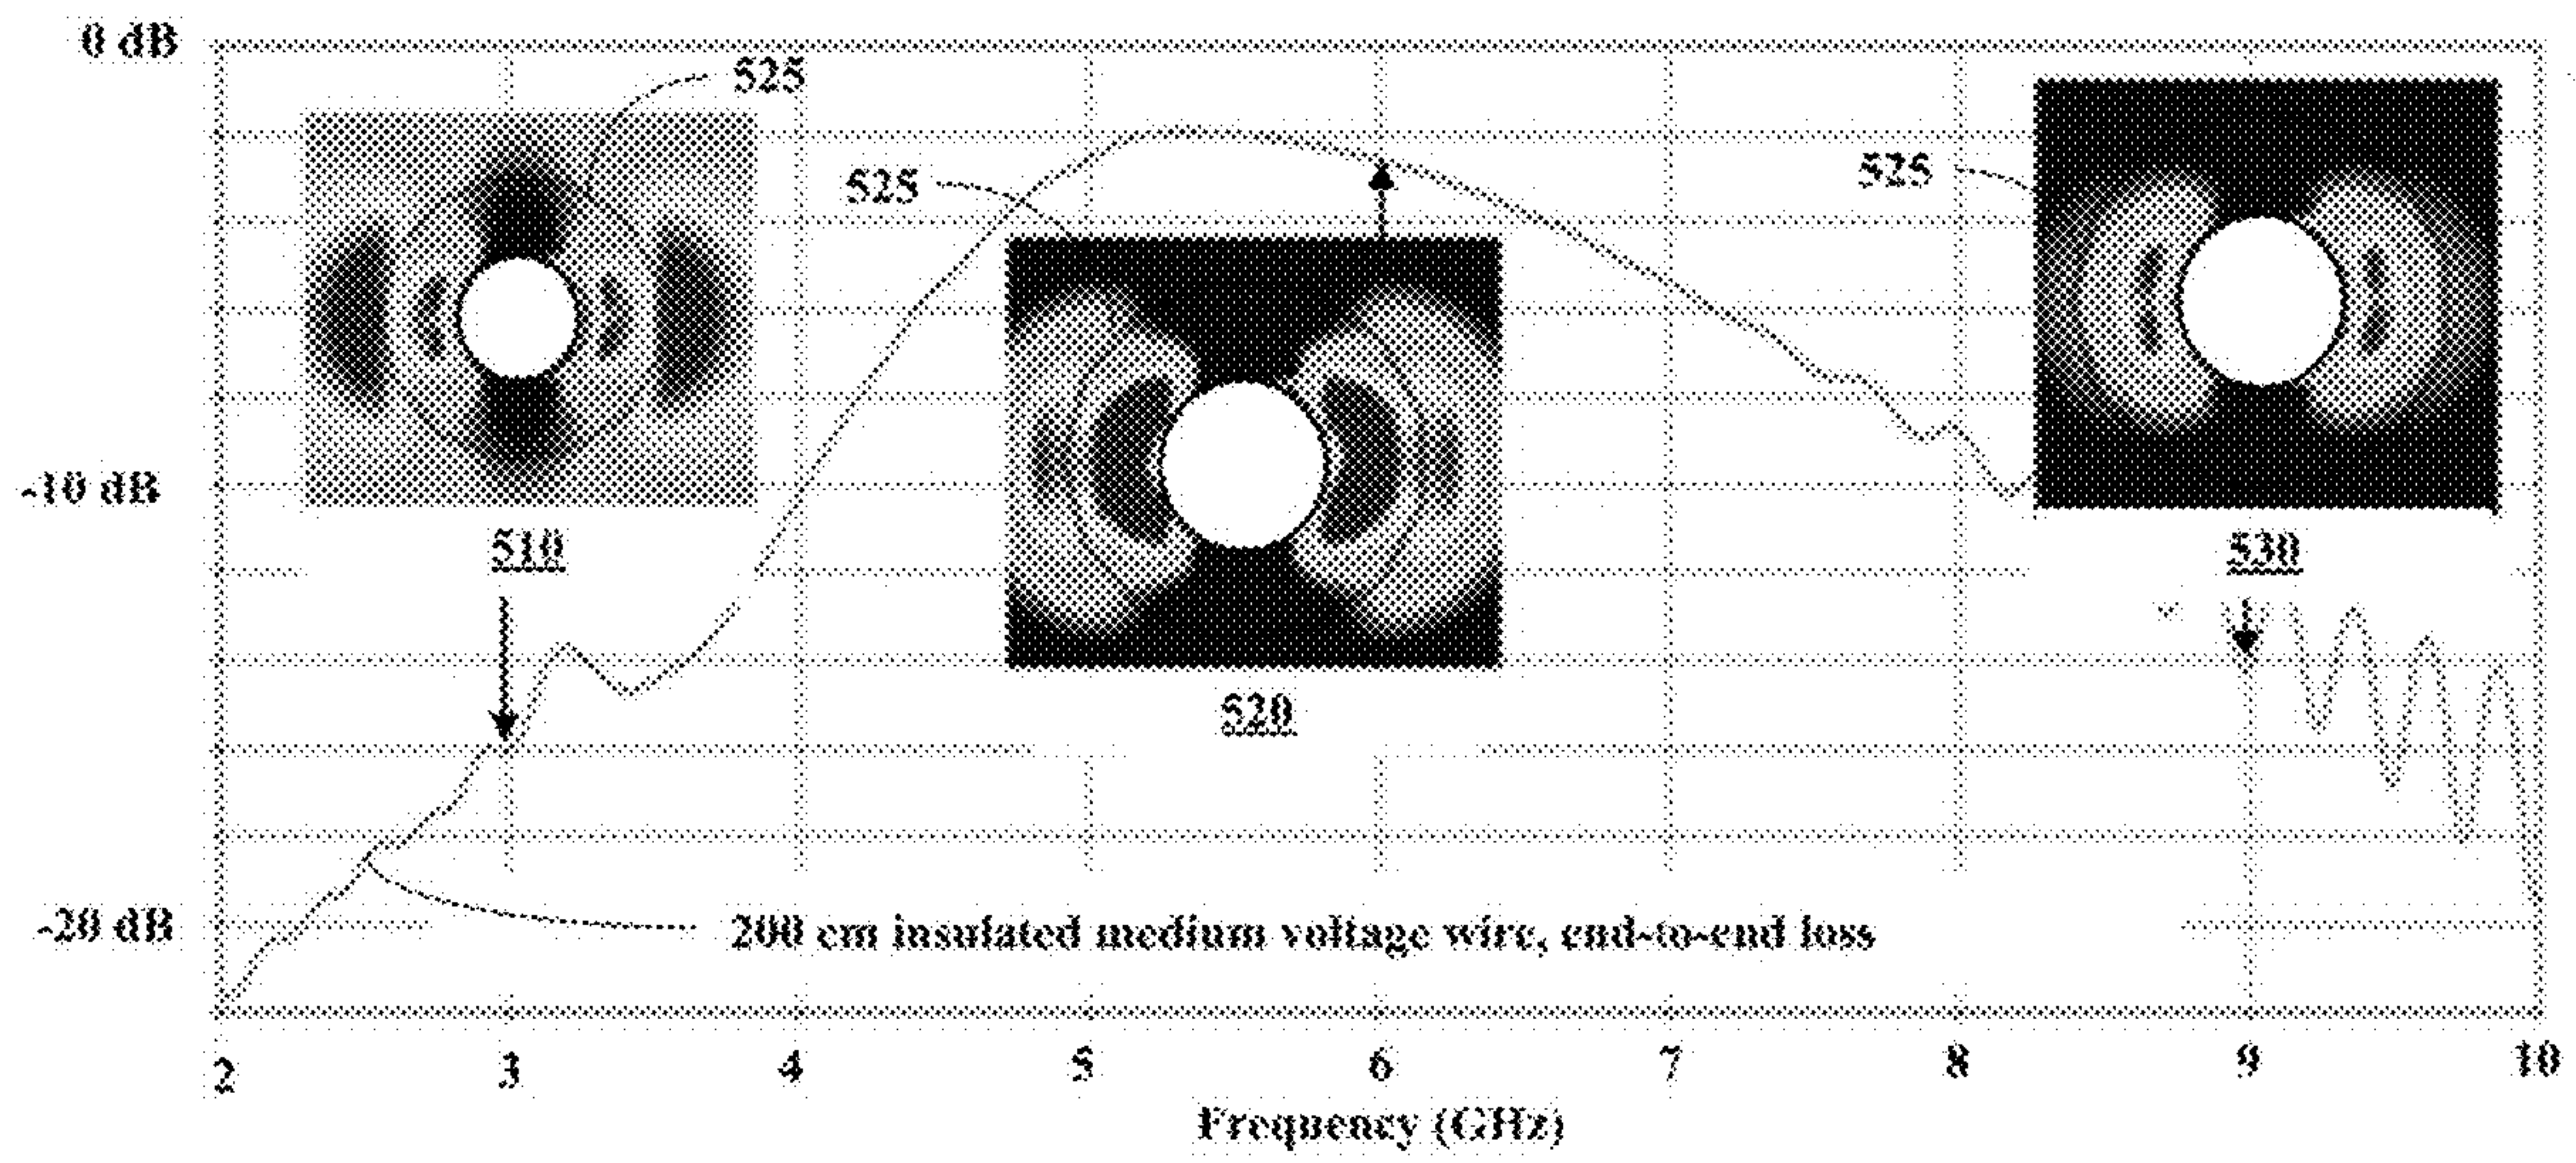 0 dB
525
525
525
-10 dB
510
530
520
-20 dB
200 cm insulated medium voltage wire, end-to-end loss
2 3 4 5 6 7 8 9 10
Frequency (GHz)